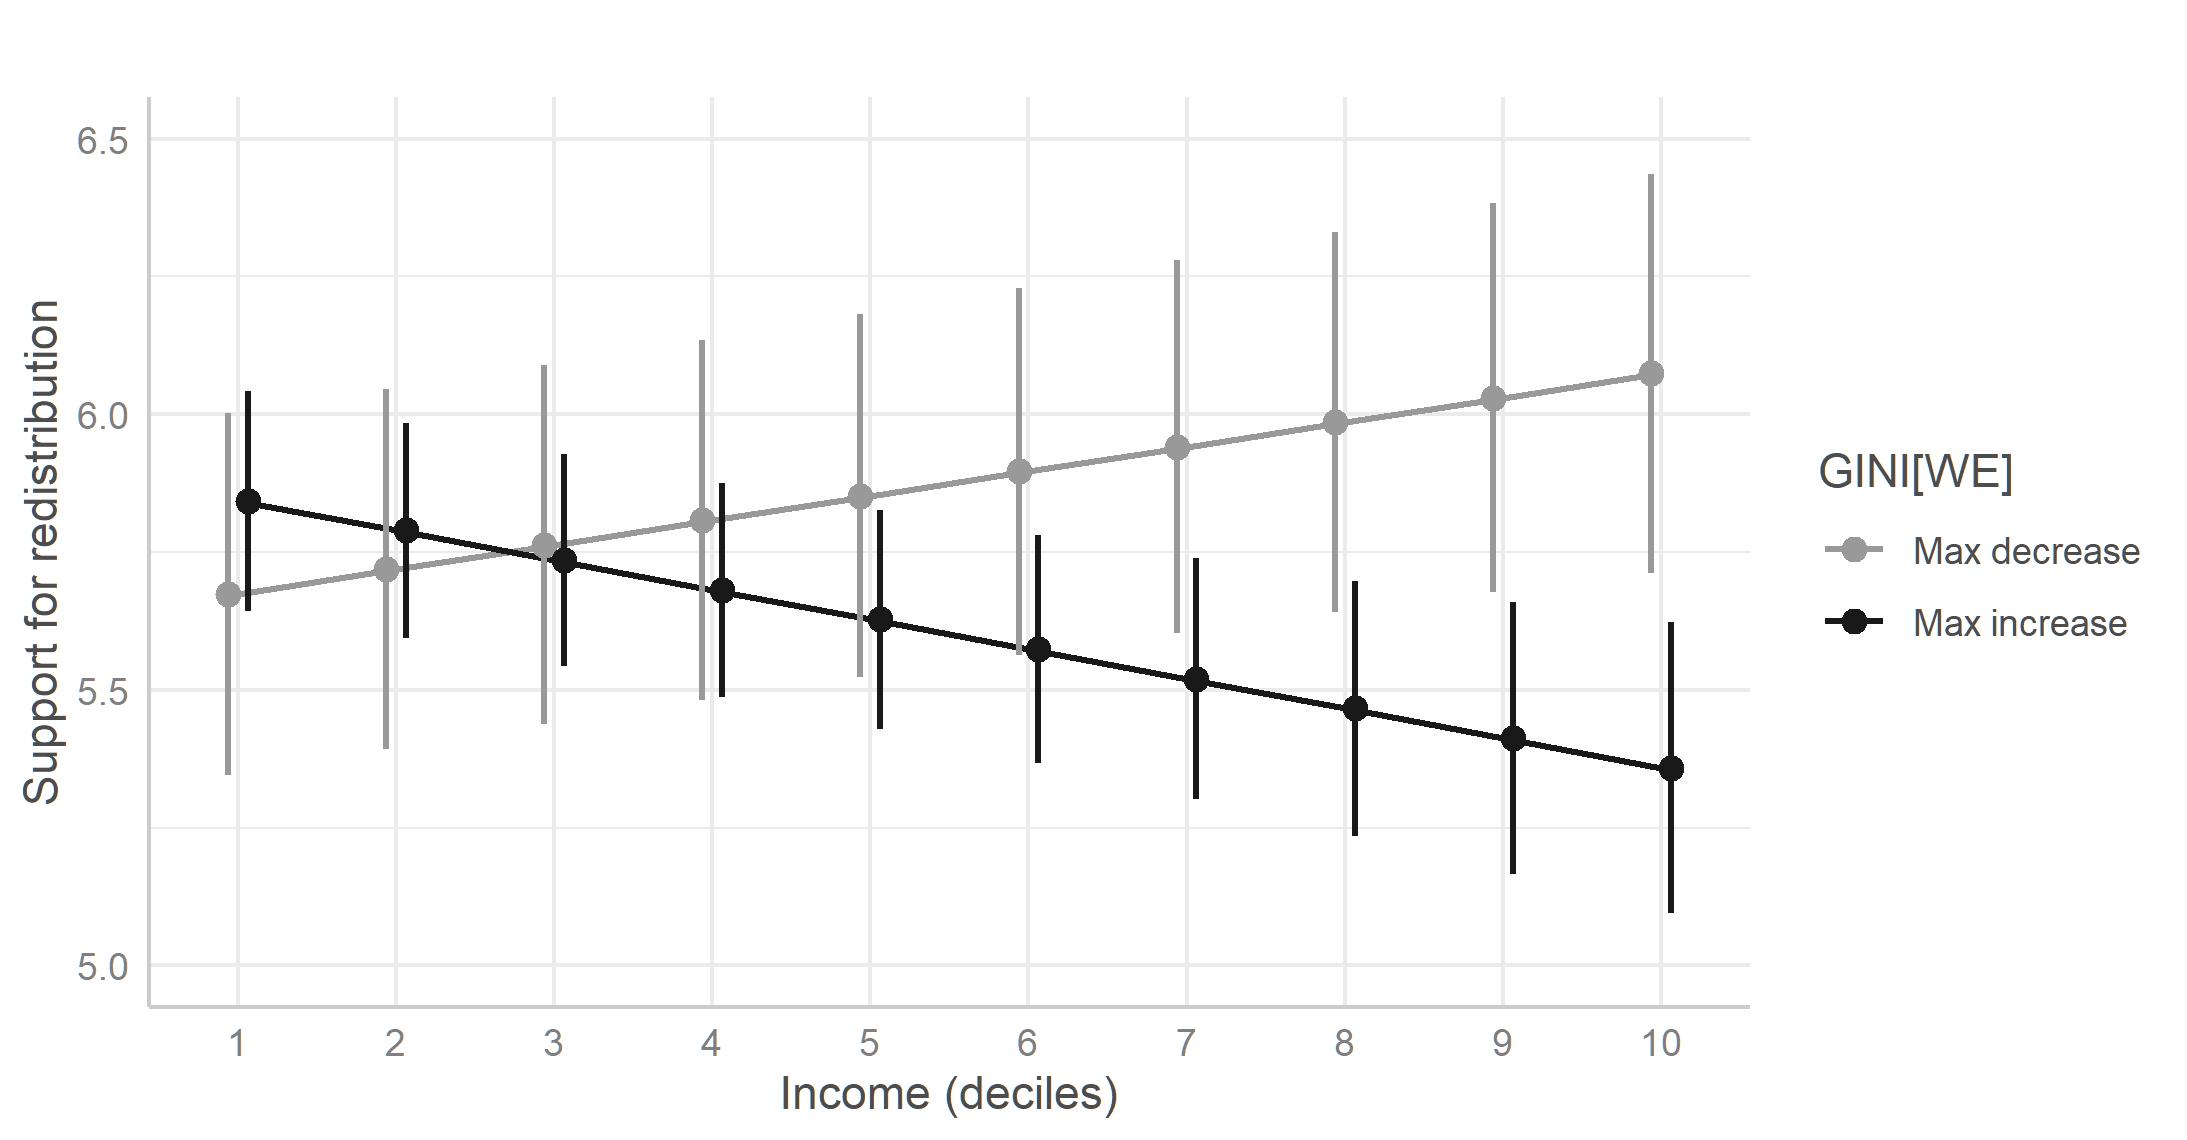 6.5
6.0
5.5
5.0
Support for redistribution
1 2 3 4 5 6 7 8 9 10
Income (deciles)
GINI[WE]
Max decrease
Max increase